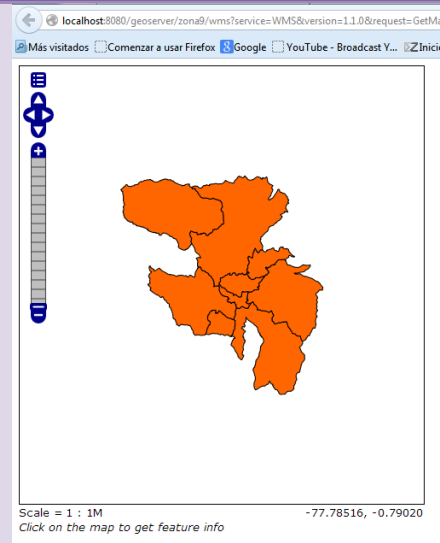 localhost:8080/geoserver/zona9/wms?service=WMS&version=1.1.0&request=GetMa
Más visitados Comenzar a usar Firefox Google YouTube - Broadcast Y... Inicio
Scale = 1 : 1M -77.78516, -0.79020
Click on the map to get feature info